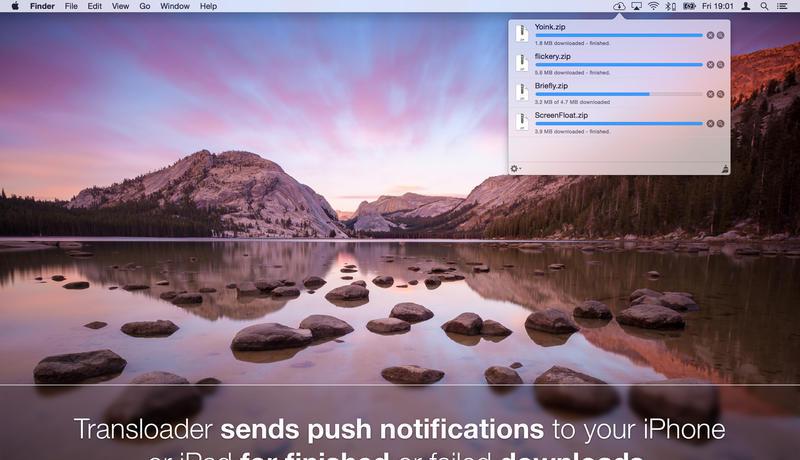 Finder File Edit View Go Window Help Fri 19:01
Yoink.zip
1.8 MB downloaded - finished.
flickery.zip
5.8 MB downloaded - finished.
Briefly.zip
3.2 MB of 4.7 MB downloaded
ScreenFloat.zip
3.9 MB downloaded - finished.
Transloader sends push notifications to your iPhone
or iPad for finished or failed downloads